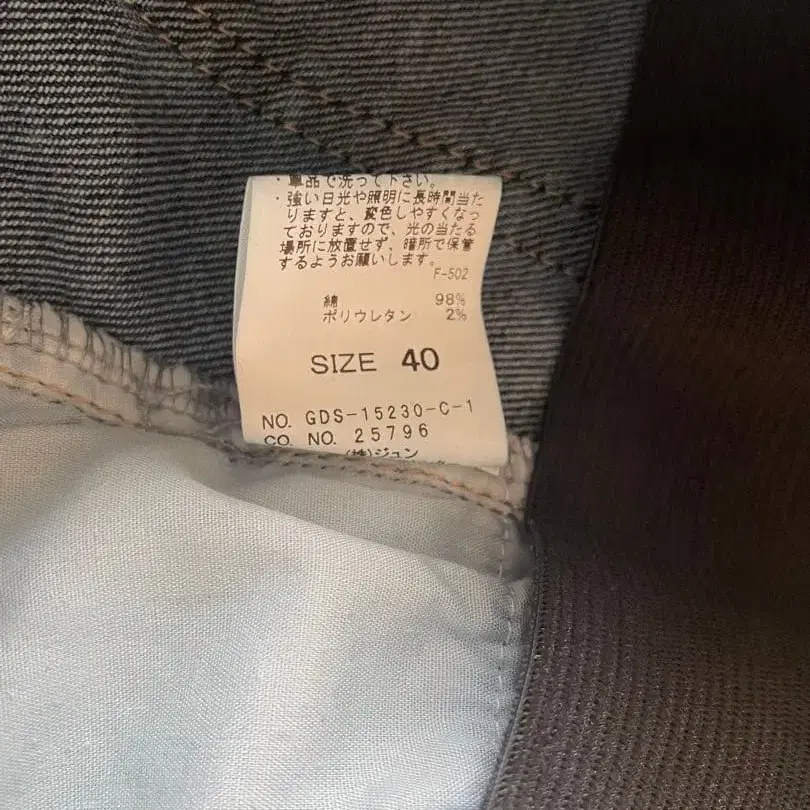 ・単品で洗って下さい。
・強い日光や照明に長時間当た
りますと、変色しやすくなっ
ておりますので、光の当たる
場所に放置せず、暗所で保管
するようお願いします。
F-502
綿 98%
ポリウレタン 2%
SIZE 40
NO. GDS-15230-C-1
CO. NO. 25796
(株)ジュン